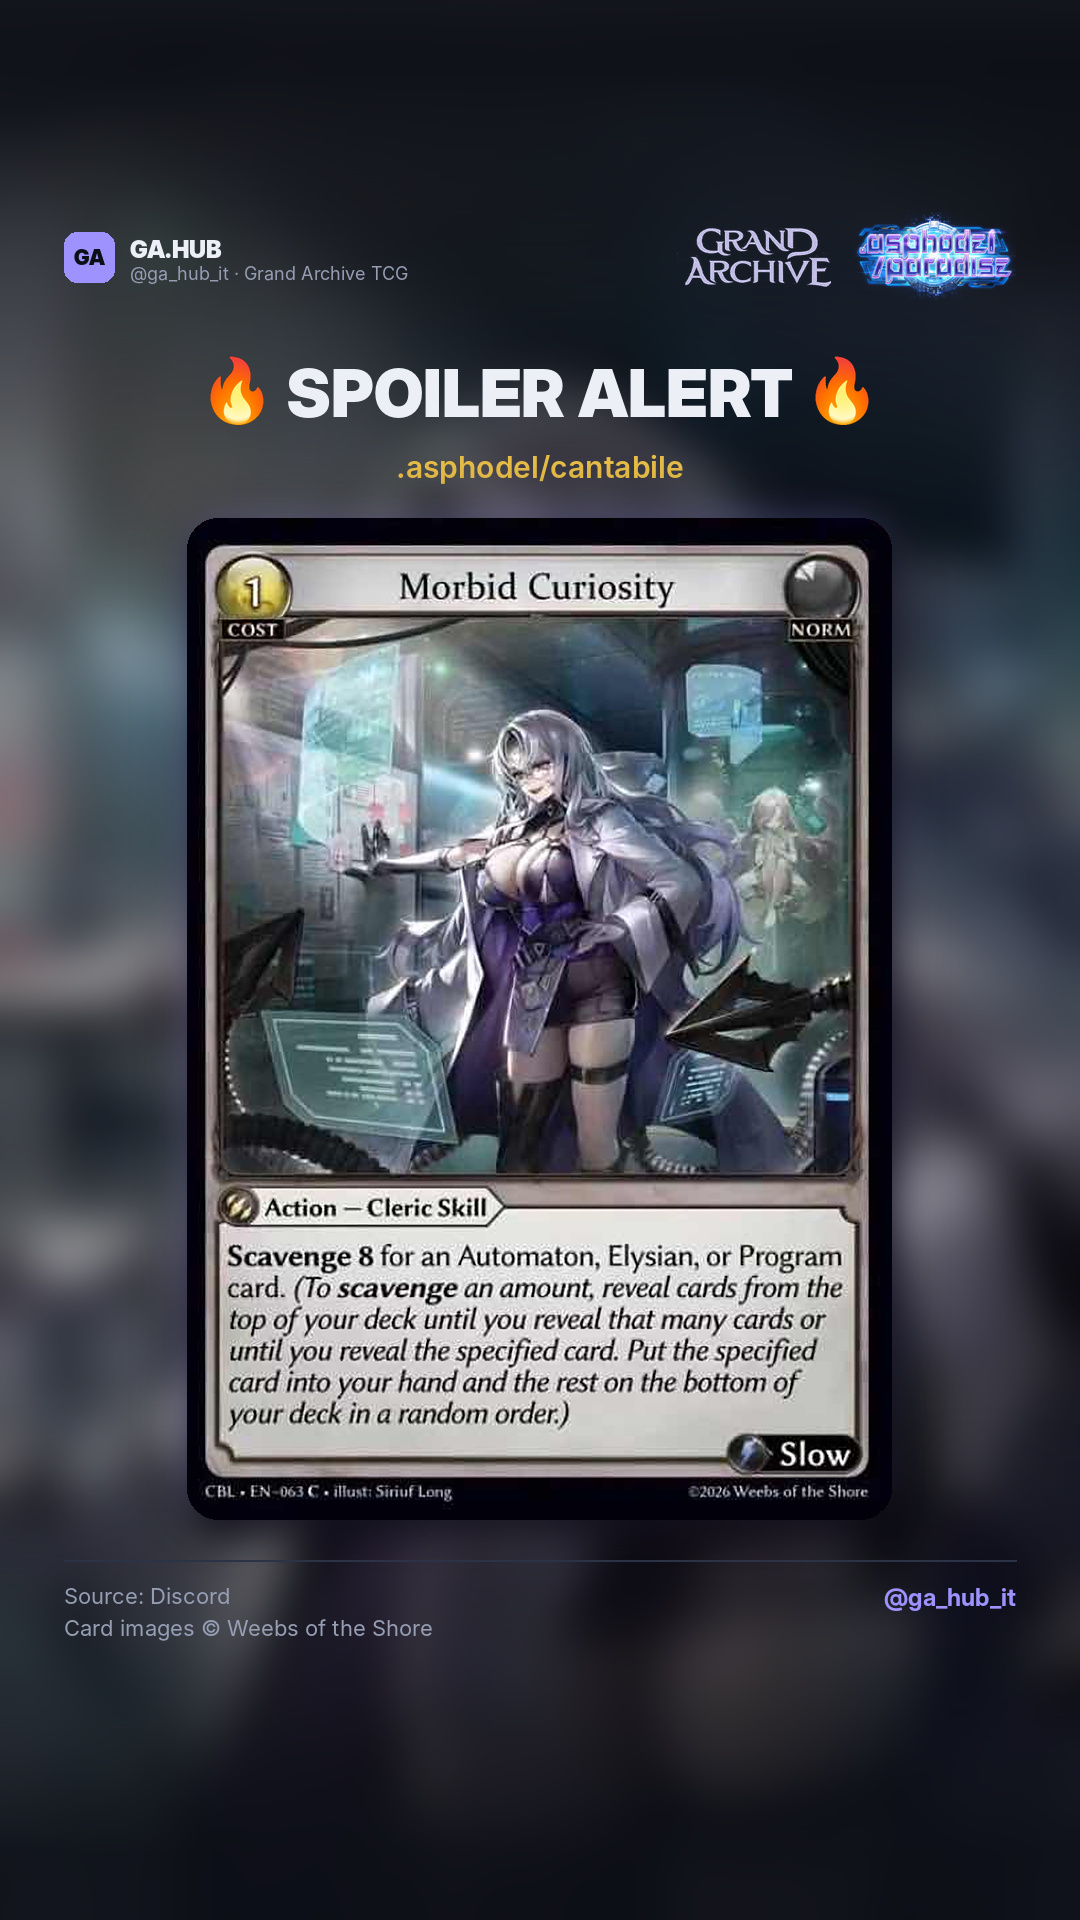 GA
GA.HUB
@ga_hub_it · Grand Archive TCG
GRAND
ARCHIVE
.asphodel
/paradise
🔥 SPOILER ALERT 🔥
.asphodel/cantabile
1
COST
Morbid Curiosity
NORM
Action — Cleric Skill
Scavenge 8 for an Automaton, Elysian, or Program
card. (To scavenge an amount, reveal cards from the
top of your deck until you reveal that many cards or
until you reveal the specified card. Put the specified
card into your hand and the rest on the bottom of
your deck in a random order.)
Slow
CBL • EN-063 C • illust: Siriuf Long
©2026 Weebs of the Shore
Source: Discord
@ga_hub_it
Card images © Weebs of the Shore